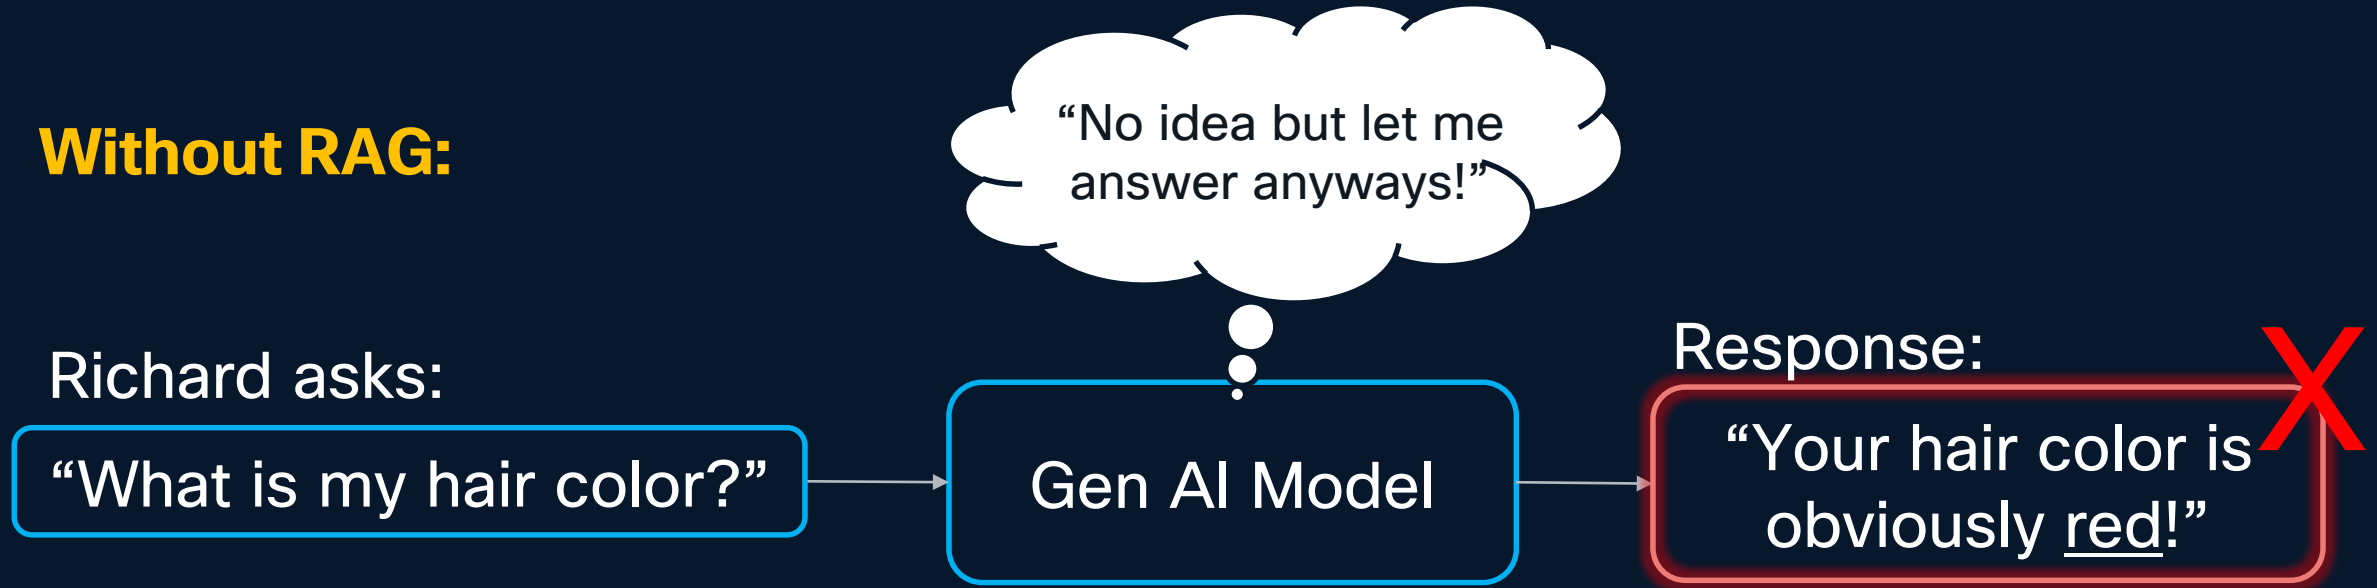 Without RAG:
“No idea but let me
answer anyways!”
Richard asks:
“What is my hair color?”
Gen AI Model
Response:
X
“Your hair color is
obviously red!”